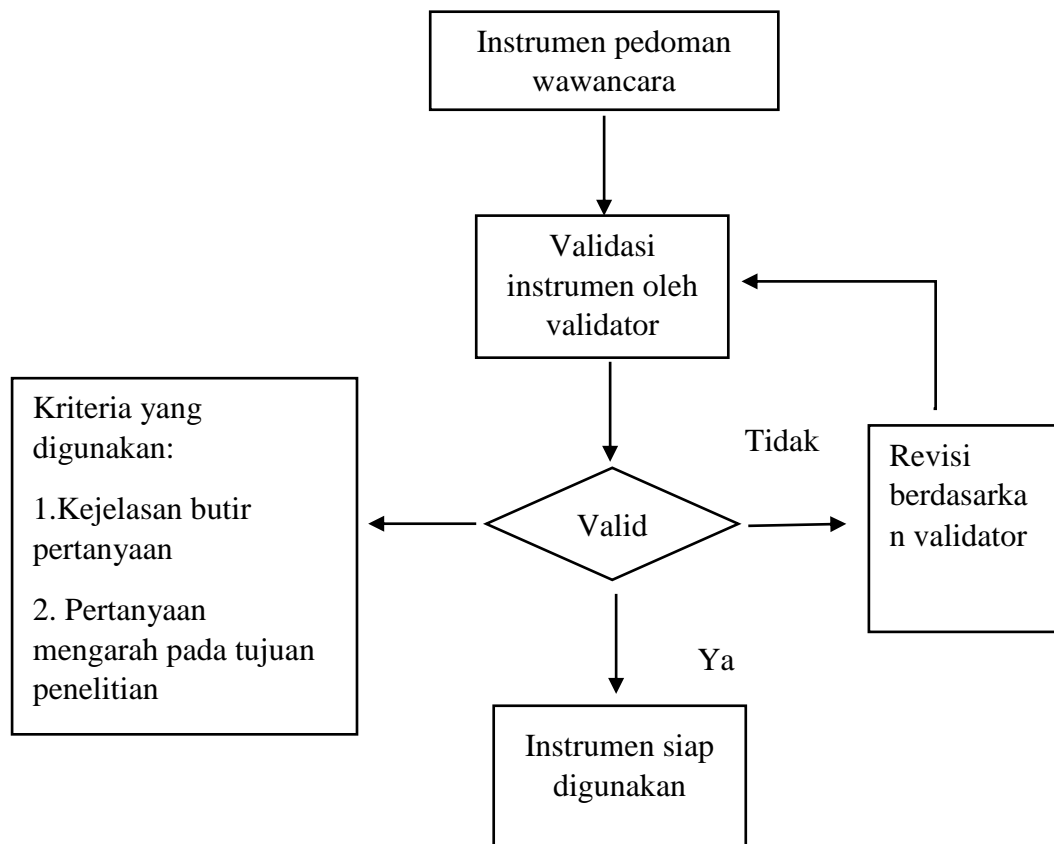 Instrumen pedoman
wawancara
Validasi
instrumen oleh
validator
Kriteria yang
digunakan:
1.Kejelasan butir
pertanyaan
2. Pertanyaan
mengarah pada tujuan
penelitian
Valid
Tidak
Revisi
berdasarka
n validator
Ya
Instrumen siap
digunakan